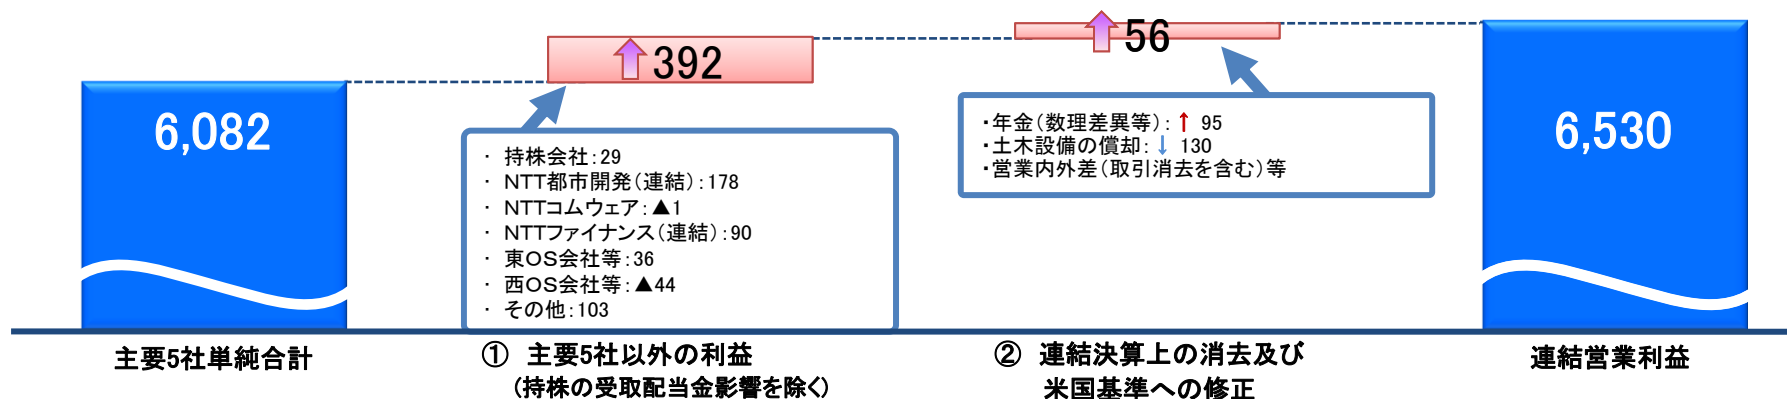 6,082
392
56
6,530
・ 持株会社：29
・ NTT都市開発（連結）：178
・ NTTコムウェア：▲1
・ NTTファイナンス（連結）：90
・ 東OS会社等：36
・ 西OS会社等：▲44
・ その他：103
・年金（数理差異等）：↑ 95
・土木設備の償却：↓ 130
・営業内外差（取引消去を含む）等
主要5社単純合計
① 主要5社以外の利益
（持株の受取配当金影響を除く）
② 連結決算上の消去及び
米国基準への修正
連結営業利益